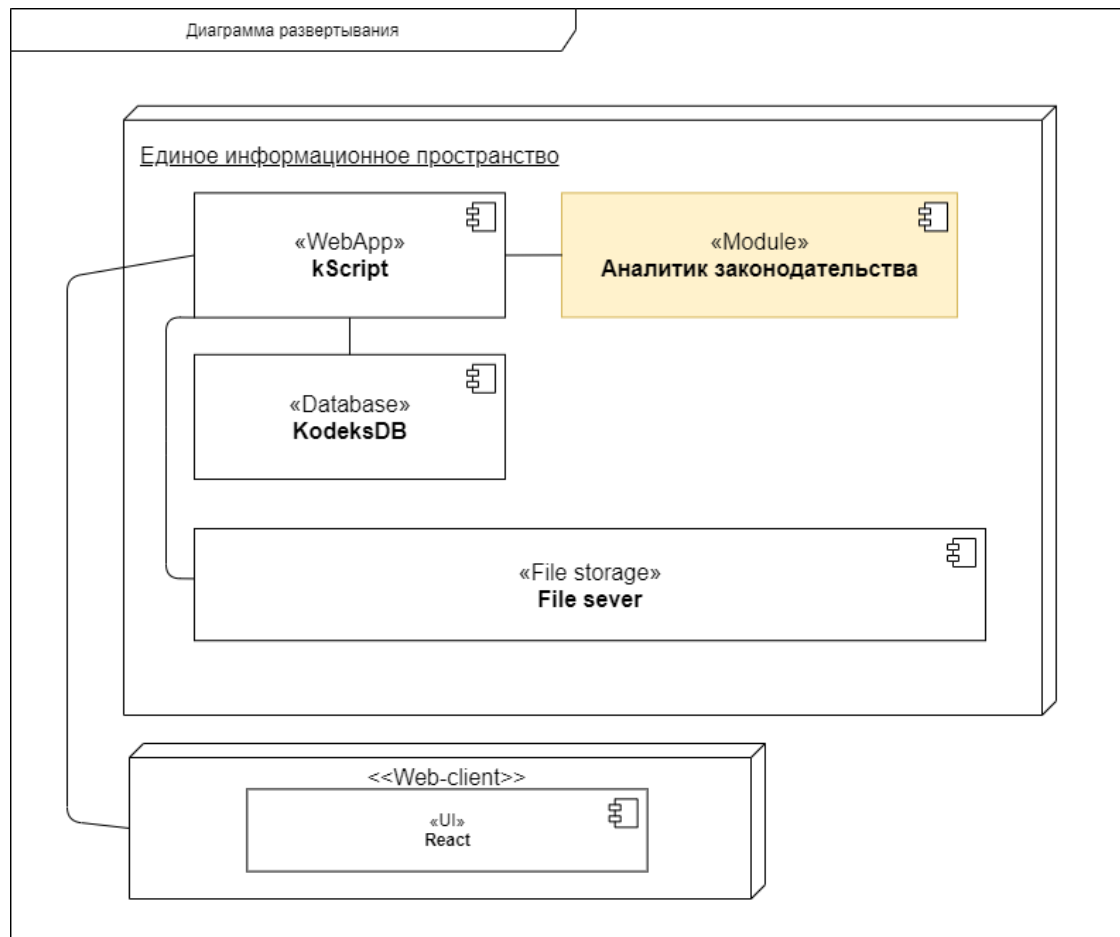 Диаграмма развертывания
Единое информационное пространство
«WebApp»
kScript
«Module»
Аналитик законодательства
«Database»
KodeksDB
«File storage»
File sever
<<Web-client>>
«UI»
React